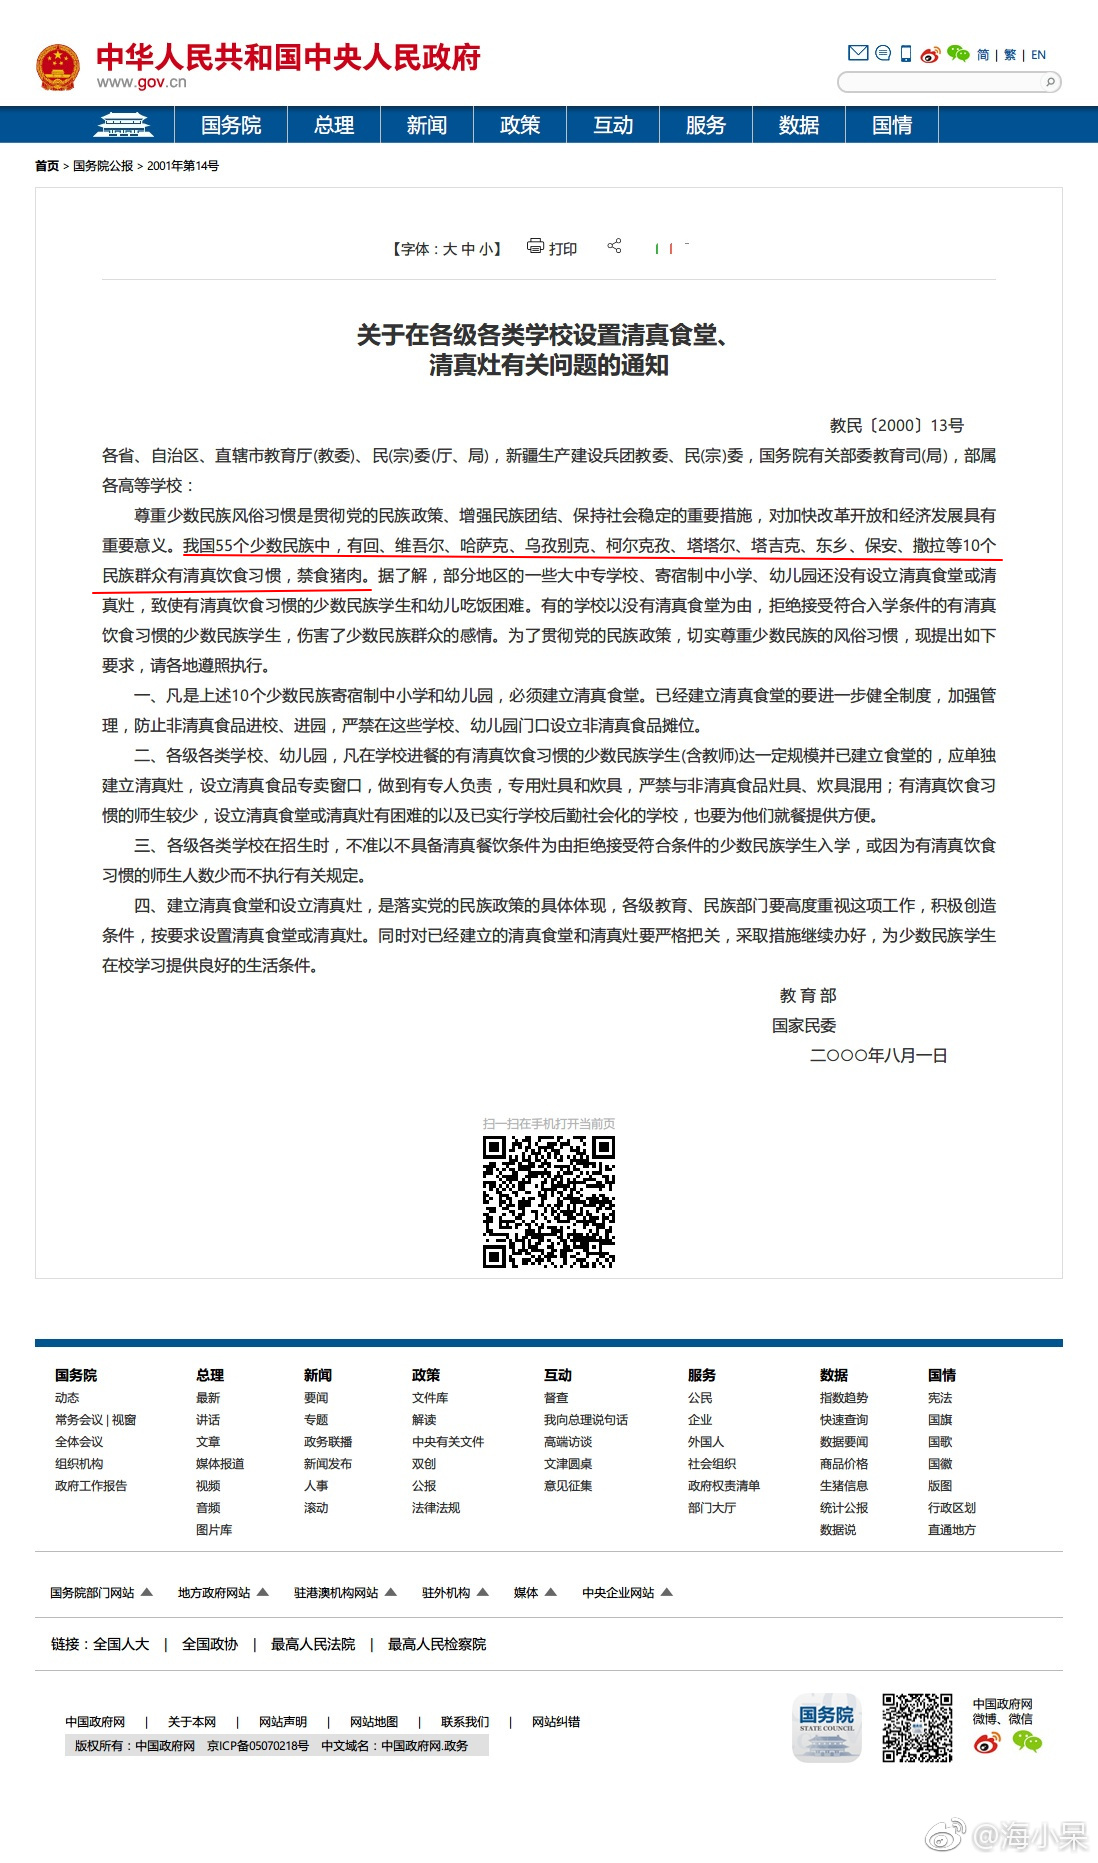 中华人民共和国中央人民政府
www.gov.cn
简 | 繁 | EN
国务院 总理 新闻 政策 互动 服务 数据 国情
首页 > 国务院公报 > 2001年第14号
【字体：大 中 小】 打印
关于在各级各类学校设置清真食堂、
清真灶有关问题的通知
教民〔2000〕13号
各省、自治区、直辖市教育厅(教委)、民(宗)委(厅、局)，新疆生产建设兵团教委、民(宗)委，国务院有关部委教育司(局)，部属
各高等学校：
尊重少数民族风俗习惯是贯彻党的民族政策、增强民族团结、保持社会稳定的重要措施，对加快改革开放和经济发展具有
重要意义。我国55个少数民族中，有回、维吾尔、哈萨克、乌孜别克、柯尔克孜、塔塔尔、塔吉克、东乡、保安、撒拉等10个
民族群众有清真饮食习惯，禁食猪肉。据了解，部分地区的一些大中专学校、寄宿制中小学、幼儿园还没有设立清真食堂或清
真灶，致使有清真饮食习惯的少数民族学生和幼儿吃饭困难。有的学校以没有清真食堂为由，拒绝接受符合入学条件的有清真
饮食习惯的少数民族学生，伤害了少数民族群众的感情。为了贯彻党的民族政策，切实尊重少数民族的风俗习惯，现提出如下
要求，请各地遵照执行。
一、凡是上述10个少数民族寄宿制中小学和幼儿园，必须建立清真食堂。已经建立清真食堂的要进一步健全制度，加强管
理，防止非清真食品进校、进园，严禁在这些学校、幼儿园门口设立非清真食品摊位。
二、各级各类学校、幼儿园，凡在学校进餐的有清真饮食习惯的少数民族学生(含教师)达一定规模并已建立食堂的，应单独
建立清真灶，设立清真食品专卖窗口，做到有专人负责，专用灶具和炊具，严禁与非清真食品灶具、炊具混用；有清真饮食习
惯的师生较少，设立清真食堂或清真灶有困难的以及已实行学校后勤社会化的学校，也要为他们就餐提供方便。
三、各级各类学校在招生时，不准以不具备清真餐饮条件为由拒绝接受符合条件的少数民族学生入学，或因为有清真饮食
习惯的师生人数少而不执行有关规定。
四、建立清真食堂和设立清真灶，是落实党的民族政策的具体体现，各级教育、民族部门要高度重视这项工作，积极创造
条件，按要求设置清真食堂或清真灶。同时对已经建立的清真食堂和清真灶要严格把关，采取措施继续办好，为少数民族学生
在校学习提供良好的生活条件。
教 育 部
国家民委
二○○○年八月一日
扫一扫在手机打开当前页
国务院 总理 新闻 政策 互动 服务 数据 国情
动态 最新 要闻 文件库 督查 公民 指数趋势 宪法
常务会议 | 视窗 讲话 专题 解读 我向总理说句话 企业 快速查询 国旗
全体会议 文章 政务联播 中央有关文件 高端访谈 外国人 数据要闻 国歌
组织机构 媒体报道 新闻发布 双创 文津圆桌 社会组织 商品价格 国徽
政府工作报告 视频 人事 公报 意见征集 政府权责清单 生猪信息 版图
音频 滚动 法律法规 部门大厅 统计公报 行政区划
图片库 数据说 直通地方
国务院部门网站 地方政府网站 驻港澳机构网站 驻外机构 媒体 中央企业网站
链接：全国人大 | 全国政协 | 最高人民法院 | 最高人民检察院
中国政府网 | 关于本网 | 网站声明 | 网站地图 | 联系我们 | 网站纠错
版权所有：中国政府网 京ICP备05070218号 中文域名：中国政府网.政务
国务院
STATE COUNCIL
中国政府网
微博、微信
@海小呆